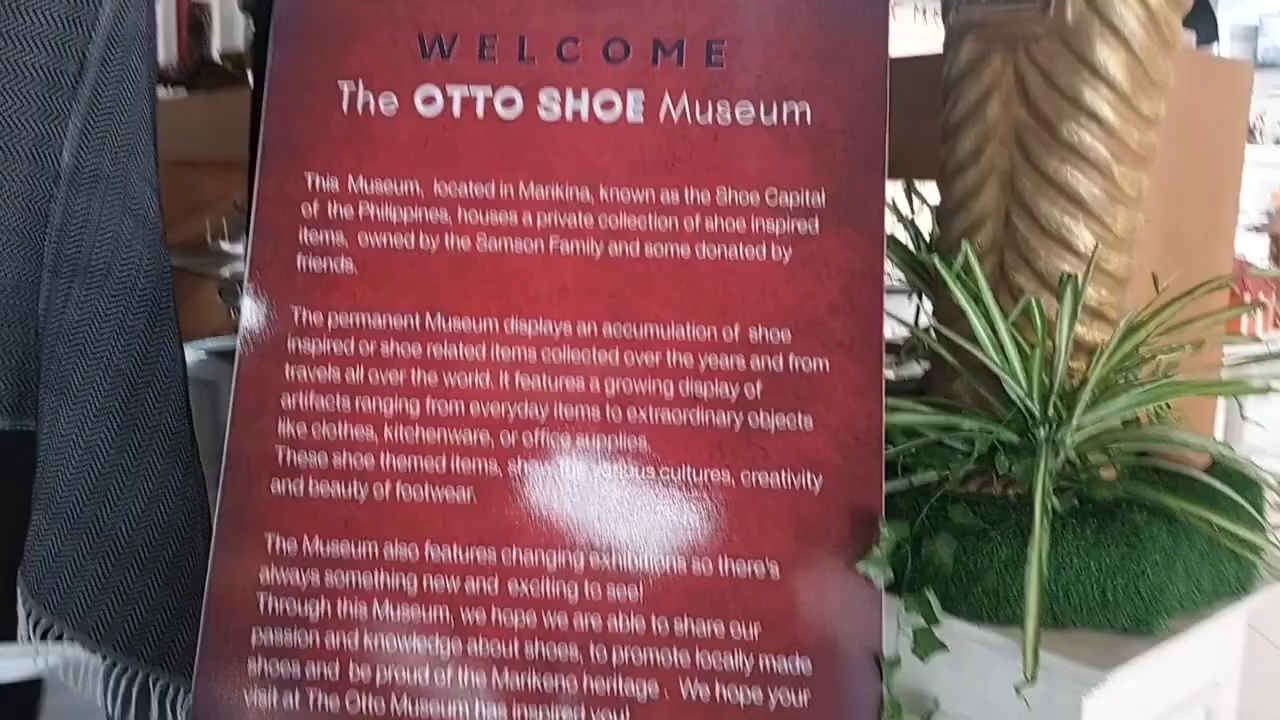 WELCOME
The OTTO SHOE Museum
This Museum, located in Marikina, known as the Shoe Capital
of the Philippines, houses a private collection of shoe inspired
items, owned by the Samson Family and some donated by
friends.
The permanent Museum displays an accumulation of shoe
inspired or shoe related items collected over the years and from
travels all over the world. It features a growing display of
artifacts ranging from everyday items to extraordinary objects
like clothes, kitchenware, or office supplies.
These shoe themed items, show the various cultures, creativity
and beauty of footwear.
The Museum also features changing exhibitions so there's
always something new and exciting to see!
Through this Museum, we hope we are able to share our
passion and knowledge about shoes, to promote locally made
shoes and be proud of the Marikeno heritage. We hope your
visit at The Otto Museum has inspired you!